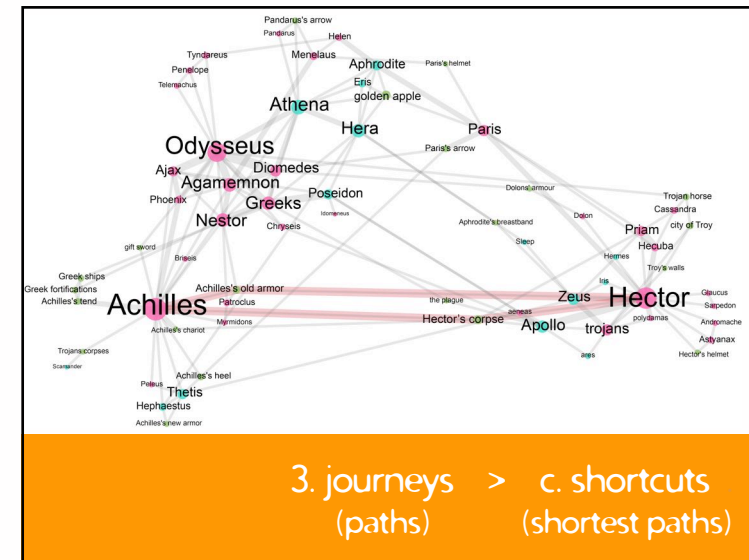 Pandarus's arrow
Pandarus
Helen
Tyndareus
Menelaus
Penelope
Aphrodite
Paris's helmet
Telemachus
Eris
golden apple
Athena
Hera
Paris
Odysseus
Paris's arrow
Ajax
Diomedes
Agamemnon
Phoenix
Greeks
Poseidon
Dolons' armour
Trojan horse
Cassandra
Nestor
Chryseis
Idomeneus
Aphrodite's breastband
Dolon
Priam
city of Troy
gift sword
Sleep
Hecuba
Briseis
Hermes
Troy's walls
Greek ships
Greek fortifications
Achilles's old armor
Iris
Achilles's tend
Achilles
Patroclus
the plague
Zeus
Hector
Glaucus
Sarpedon
Myrmidons
Hector's corpse
aeneas
Apollo
trojans
polydamas
Andromache
Achilles's chariot
Astyanax
Trojans corpses
ares
Hector's helmet
Scamander
Achilles's heel
Peleus
Thetis
Hephaestus
Achilles's new armor
3. journeys > c. shortcuts
(paths) (shortest paths)